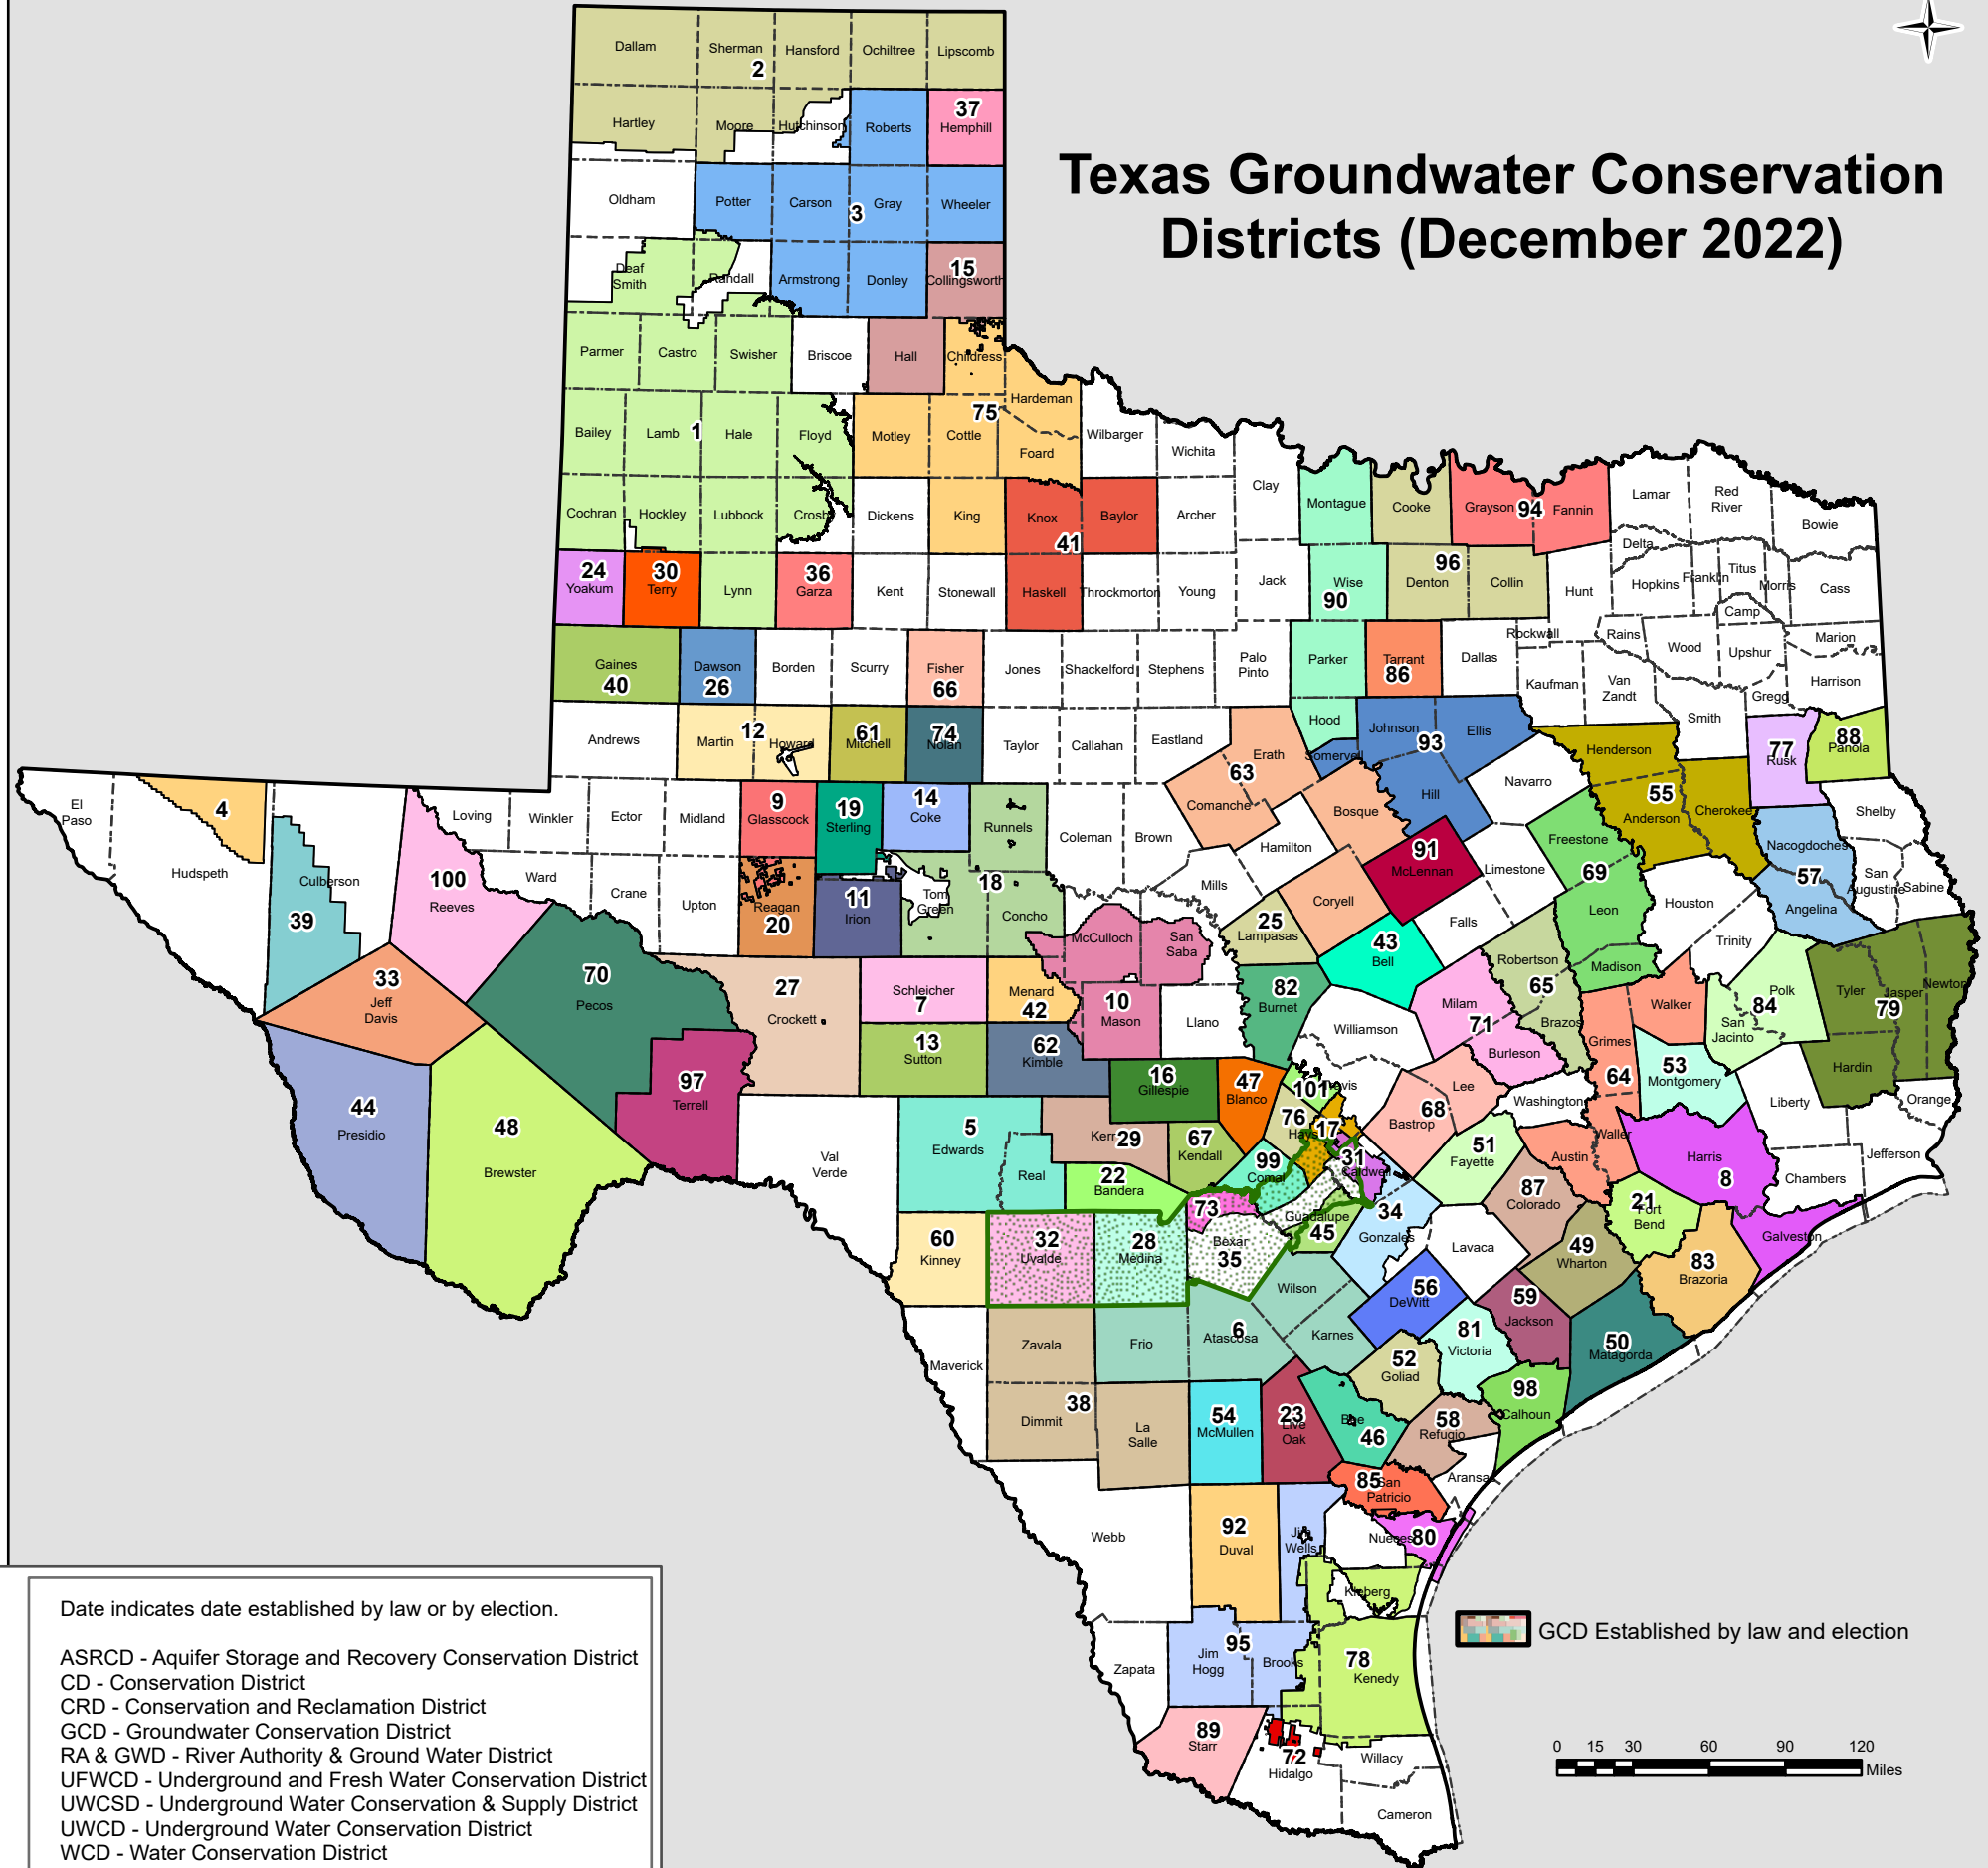 Texas Groundwater Conservation
Districts (December 2022)
Dallam
Sherman
Hansford
Ochiltree
Lipscomb
2
Hartley
Moore
Hutchinson
Roberts
37
Hemphill
Oldham
Potter
Carson
3
Gray
Wheeler
Deaf
Smith
Randall
Armstrong
Donley
15
Collingsworth
Parmer
Castro
Swisher
Briscoe
Hall
Childress
Hardeman
75
Bailey
Lamb
1
Hale
Floyd
Motley
Cottle
Foard
Wilbarger
Wichita
Clay
Cochran
Hockley
Lubbock
Crosb
Dickens
King
Knox
Baylor
41
Archer
Montague
Cooke
Grayson
94
Fannin
Lamar
Red
River
Bowie
Delta
24
Yoakum
30
Terry
Lynn
36
Garza
Kent
Stonewall
Haskell
Throckmorton
Young
Jack
Wise
90
Denton
96
Collin
Hunt
Hopkins
Franklin
Titus
Morris
Cass
Camp
Gaines
40
Dawson
26
Borden
Scurry
Fisher
66
Jones
Shackelford
Stephens
Palo
Pinto
Parker
Tarrant
86
Dallas
Rockwall
Rains
Wood
Upshur
Marion
Kaufman
Van
Zandt
Gregg
Harrison
Smith
Andrews
Martin
12
Howard
61
Mitchell
74
Nolan
Taylor
Callahan
Eastland
Erath
63
Hood
Somervell
Johnson
93
Ellis
Henderson
77
Rusk
88
Panola
El
Paso
4
Hudspeth
Culberson
39
100
Reeves
Loving
Winkler
Ector
Midland
9
Glasscock
19
Sterling
14
Coke
Runnels
Coleman
Brown
Comanche
Hamilton
Bosque
Hill
Navarro
55
Anderson
Cherokee
Shelby
Ward
Crane
Upton
Reagan
20
11
Irion
Tom
Green
18
Concho
Mills
91
McLennan
Limestone
Freestone
69
Leon
Nacogdoches
57
Angelina
San
Augustine
Sabine
Houston
Trinity
McCulloch
San
Saba
25
Lampasas
Coryell
43
Bell
Falls
Robertson
65
Madison
33
Jeff
Davis
70
Pecos
27
Crockett
Schleicher
7
Menard
42
10
Mason
Llano
82
Burnet
Williamson
Milam
71
Burleson
Brazos
Grimes
64
Walker
84
Polk
San
Jacinto
Tyler
Jasper
Newton
79
Hardin
13
Sutton
62
Kimble
16
Gillespie
47
Blanco
101
Travis
Lee
Washington
53
Montgomery
Liberty
Orange
44
Presidio
48
Brewster
97
Terrell
Val
Verde
5
Edwards
Real
Kerr
29
67
Kendall
76
Hays
17
68
Bastrop
51
Fayette
Waller
Austin
Harris
8
Jefferson
Chambers
22
Bandera
99
Comal
31
Caldwell
87
Colorado
21
Fort
Bend
Galveston
60
Kinney
32
Uvalde
28
Medina
73
Bexar
35
Guadalupe
45
34
Gonzales
Lavaca
49
Wharton
83
Brazoria
Maverick
Zavala
Frio
Atascosa
6
Wilson
Karnes
56
DeWitt
59
Jackson
50
Matagorda
81
Victoria
52
Goliad
98
Calhoun
38
Dimmit
La
Salle
54
McMullen
23
Live
Oak
Bee
46
58
Refugio
85
San
Patricio
Aransas
Webb
92
Duval
Jim
Wells
Nueces
80
Kleberg
Zapata
Jim
Hogg
95
Brooks
78
Kenedy
89
Starr
72
Hidalgo
Willacy
Cameron
GCD Established by law and election
0 15 30 60 90 120
Miles
Date indicates date established by law or by election.
ASRCD - Aquifer Storage and Recovery Conservation District
CD - Conservation District
CRD - Conservation and Reclamation District
GCD - Groundwater Conservation District
RA & GWD - River Authority & Ground Water District
UFWCD - Underground and Fresh Water Conservation District
UWCSD - Underground Water Conservation & Supply District
UWCD - Underground Water Conservation District
WCD - Water Conservation District